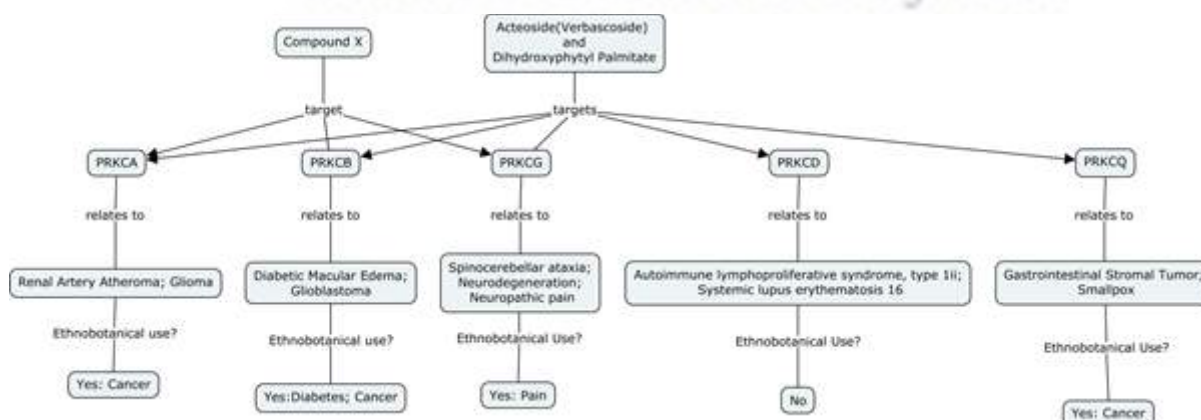 Compound X
Acteoside(Verbascoside)
and
Dihydroxyphytyl Palmitate
target
targets
PRKCA
PRKCB
PRKCG
PRKCD
PRKCQ
relates to
relates to
relates to
relates to
relates to
Renal Artery Atheroma; Glioma
Diabetic Macular Edema;
Glioblastoma
Spinocerebellar ataxia;
Neurodegeneration;
Neuropathic pain
Autoimmune lymphoproliferative syndrome, type 1ii;
Systemic lupus erythematosis 16
Gastrointestinal Stromal Tumor;
Smallpox
Ethnobotanical use?
Ethnobotanical use?
Ethnobotanical Use?
Ethnobotanical Use?
Ethnobotanical Use?
Yes: Cancer
Yes:Diabetes; Cancer
Yes: Pain
No
Yes: Cancer